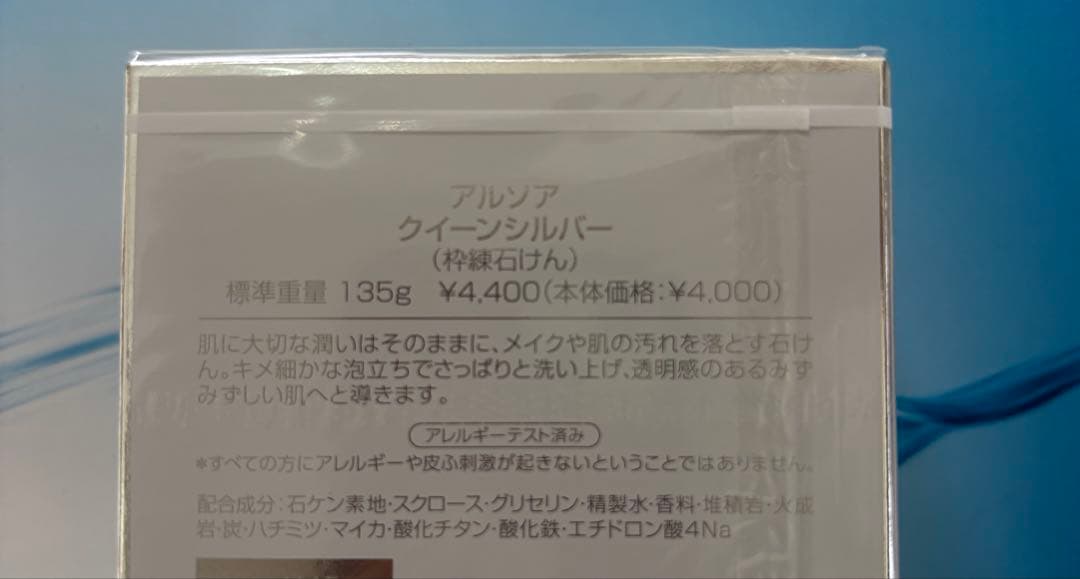 アルソア
クイーンシルバー
(枠練石けん)
標準重量 135g ¥4,400(本体価格:¥4,000)
肌に大切な潤いはそのままに、メイクや肌の汚れを落とす石け
ん。キメ細かな泡立ちでさっぱりと洗い上げ、透明感のあるみず
みずしい肌へと導きます。
アレルギーテスト済み
*すべての方にアレルギーや皮ふ刺激が起きないということではありません。
配合成分:石ケン素地・スクロース・グリセリン・精製水・香料・堆積岩・火成
岩・炭・ハチミツ・マイカ・酸化チタン・酸化鉄・エチドロン酸4Na